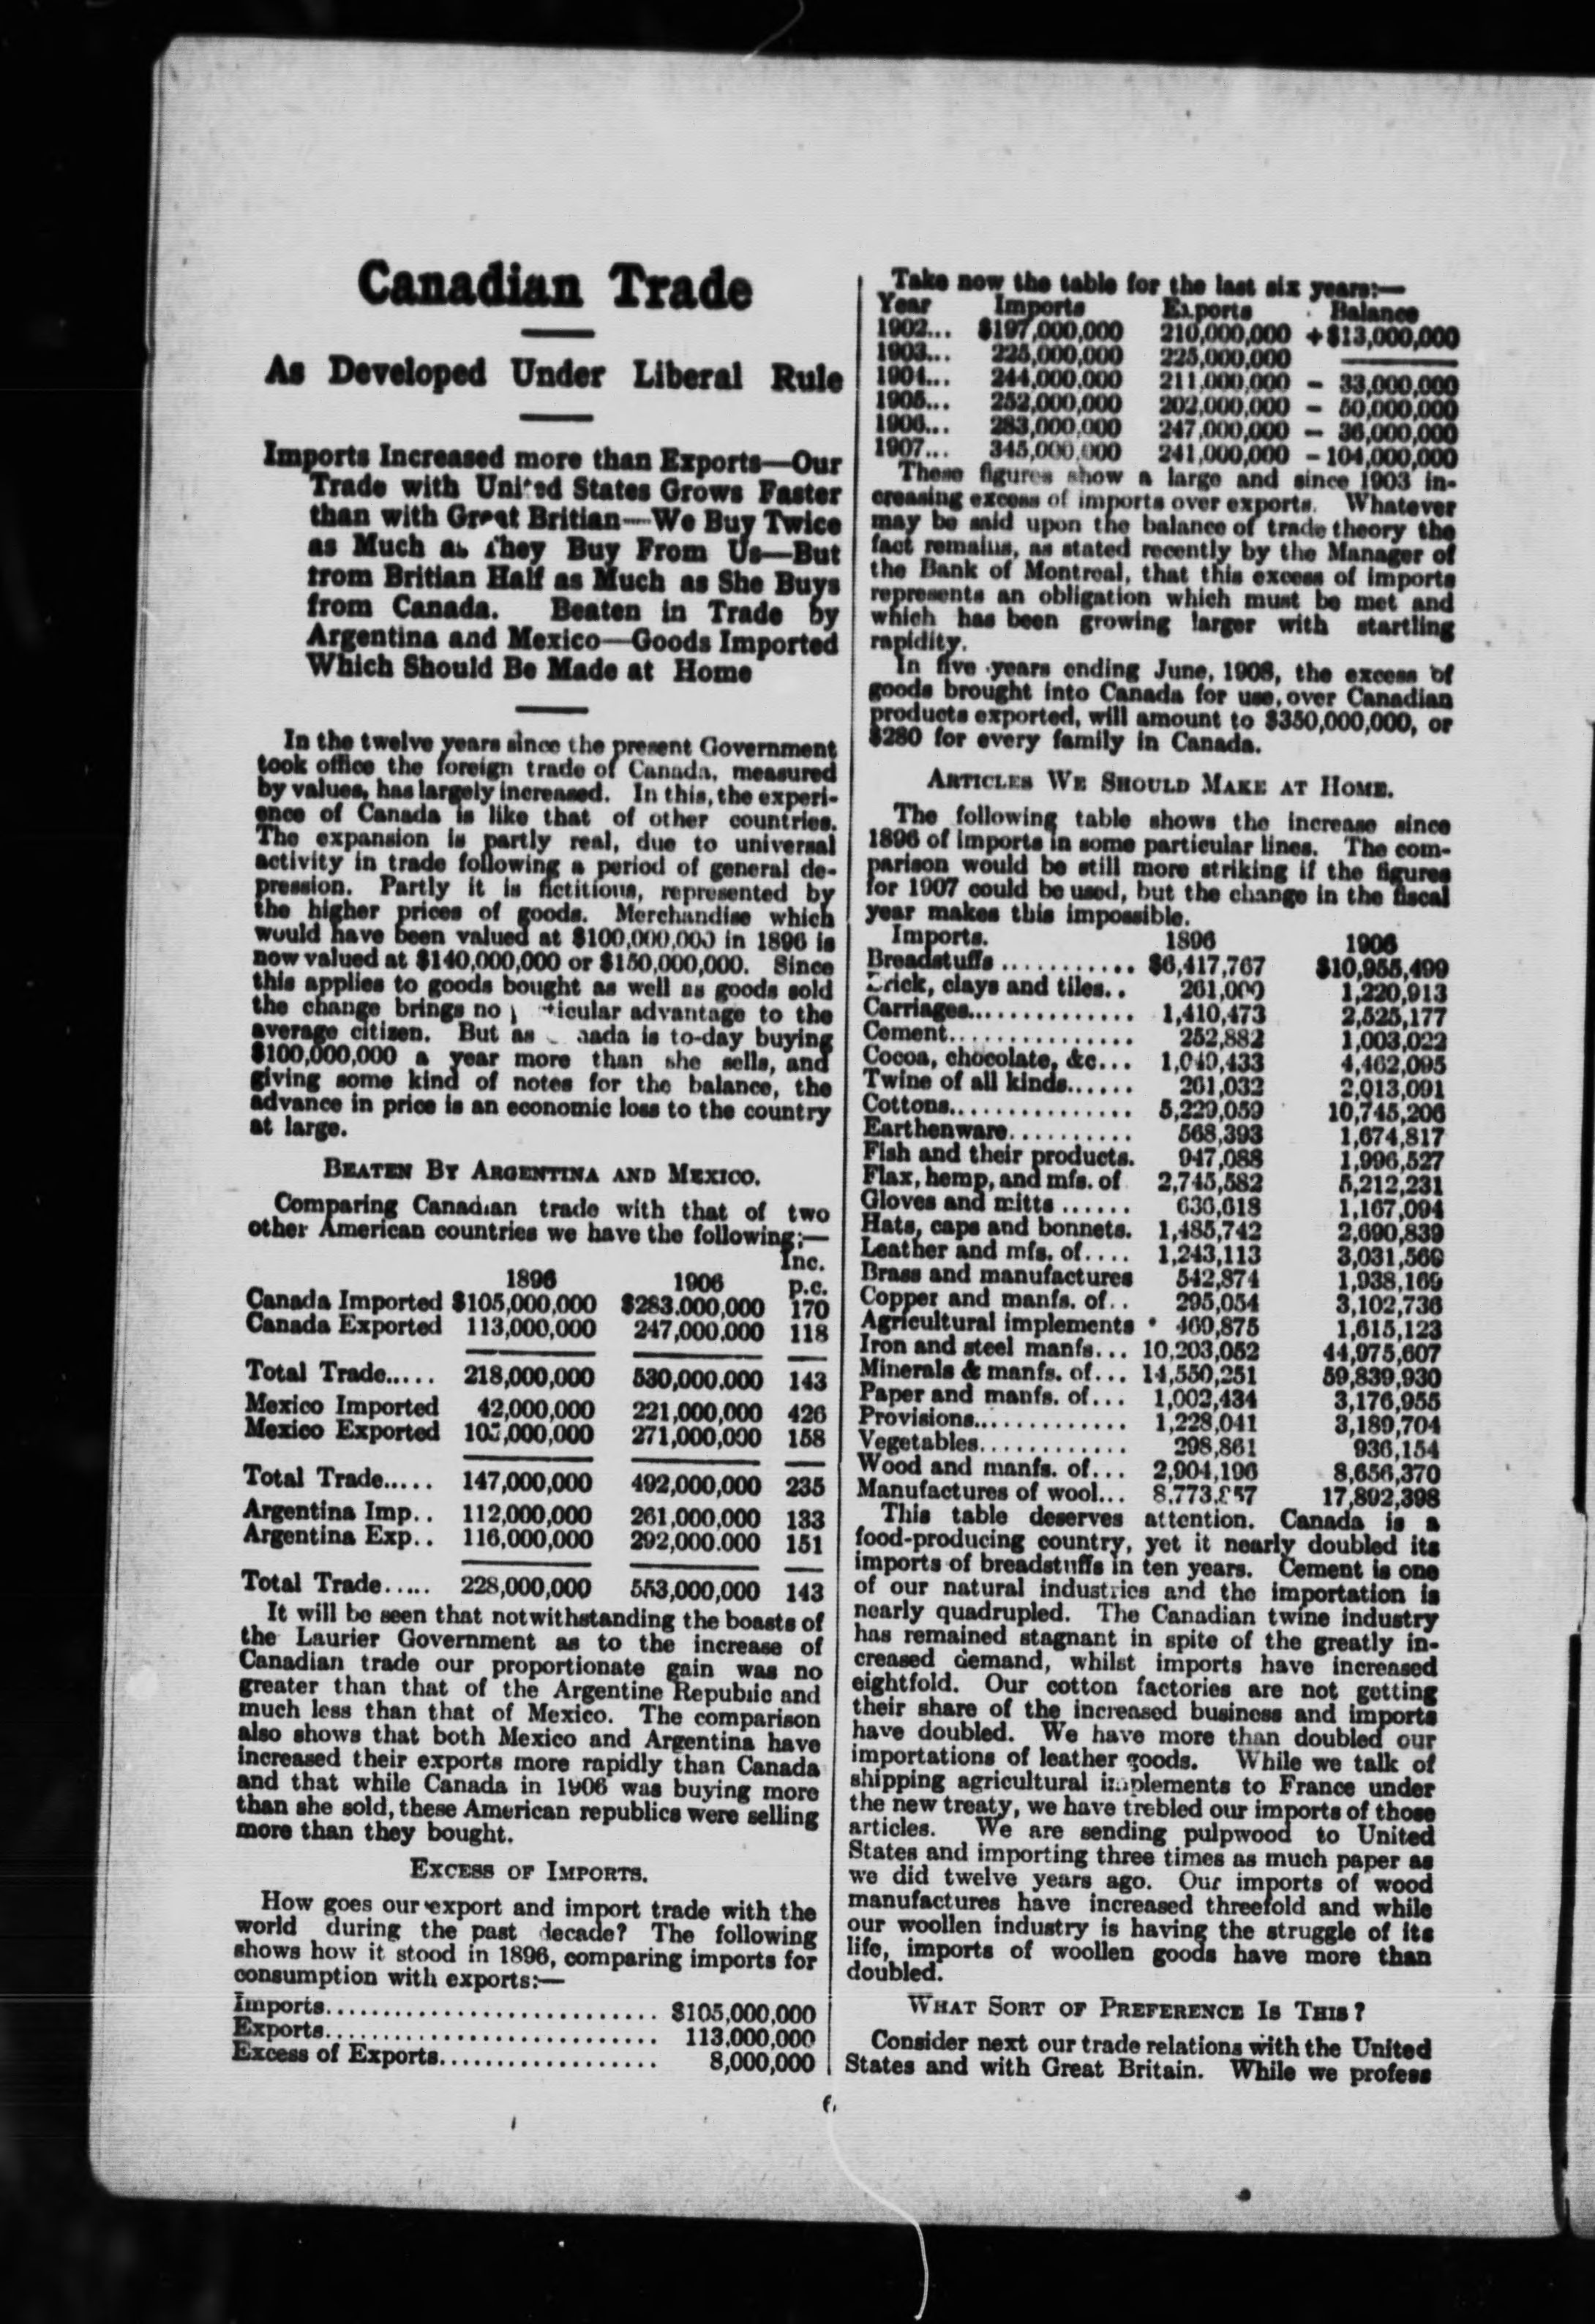 Canadian Trade
As Developed Under Liberal Rule
Imports Increased more than Exports—Our
Trade with United States Grows Faster
than with Great Britian—We Buy Twice
as Much as They Buy From Us—But
from Britian Half as Much as She Buys
from Canada. Beaten in Trade by
Argentina and Mexico—Goods Imported
Which Should Be Made at Home
In the twelve years since the present Government
took office the foreign trade of Canada, measured
by values, has largely increased. In this, the experi-
ence of Canada is like that of other countries.
The expansion is partly real, due to universal
activity in trade following a period of general de-
pression. Partly it is fictitious, represented by
the higher prices of goods. Merchandise which
would have been valued at $100,000,000 in 1896 is
now valued at $140,000,000 or $150,000,000. Since
this applies to goods bought as well as goods sold
the change brings no ticular advantage to the
average citizen. But as nada is to-day buying
$100,000,000 a year more than she sells, and
giving some kind of notes for the balance, the
advance in price is an economic loss to the country
at large.
BEATEN BY ARGENTINA AND MEXICO.
Comparing Canadian trade with that of two
other American countries we have the following:—
Inc.
1896 1906 p.c.
Canada Imported $105,000,000 $283.000,000 170
Canada Exported 113,000,000 247,000,000 118
Total Trade..... 218,000,000 530,000.000 143
Mexico Imported 42,000,000 221,000,000 426
Mexico Exported ,000,000 271,000,000 158
Total Trade..... 147,000,000 492,000,000 235
Argentina Imp.. 112,000,000 261,000,000 133
Argentina Exp.. 116,000,000 292,000.000 151
Total Trade..... 228,000,000 553,000,000 143
It will be seen that notwithstanding the boasts of
the Laurier Government as to the increase of
Canadian trade our proportionate gain was no
greater than that of the Argentine Republic and
much less than that of Mexico. The comparison
also shows that both Mexico and Argentina have
increased their exports more rapidly than Canada
and that while Canada in 1906 was buying more
than she sold, these American republics were selling
more than they bought.
EXCESS OF IMPORTS.
How goes our export and import trade with the
world during the past decade? The following
shows how it stood in 1896, comparing imports for
consumption with exports:—
Imports............................ $105,000,000
Exports............................ 113,000,000
Excess of Exports................... 8,000,000
Take now the table for the last six years:—
Year Imports Exports Balance
1902... $197,000,000 210,000,000 +$13,000,000
1903... 225,000,000 225,000,000 ———
1904... 244,000,000 211,000,000 - 33,000,000
1905... 252,000,000 202,000,000 - 50,000,000
1906... 283,000,000 247,000,000 - 36,000,000
1907... 345,000,000 241,000,000 - 104,000,000
These figures show a large and since 1903 in-
creasing excess of imports over exports. Whatever
may be said upon the balance of trade theory the
fact remains, as stated recently by the Manager of
the Bank of Montreal, that this excess of imports
represents an obligation which must be met and
which has been growing larger with startling
rapidity.
In five years ending June, 1908, the excess of
goods brought into Canada for use, over Canadian
products exported, will amount to $350,000,000, or
$280 for every family in Canada.
ARTICLES WE SHOULD MAKE AT HOME.
The following table shows the increase since
1896 of imports in some particular lines. The com-
parison would be still more striking if the figures
for 1907 could be used, but the change in the fiscal
year makes this impossible.
Imports. 1896 1906
Breadstuffs ........... $6,417,767 $10,955,499
Brick, clays and tiles.. 261,000 1,220,913
Carriages.............. 1,410,473 2,525,177
Cement................ 252,882 1,003,022
Cocoa, chocolate, &c... 1,049,433 4,462,095
Twine of all kinds...... 261,032 2,013,091
Cottons............... 5,229,059 10,745,206
Earthenware........... 568,393 1,674,817
Fish and their products. 947,088 1,996,527
Flax, hemp, and mfs. of 2,745,582 5,212,231
Gloves and mitts ...... 636,618 1,167,094
Hats, caps and bonnets. 1,485,742 2,690,839
Leather and mfs. of.... 1,243,113 3,031,569
Brass and manufactures 542,874 1,938,169
Copper and manfs. of.. 295,054 3,102,736
Agricultural implements 469,875 1,615,123
Iron and steel manfs... 10,203,052 44,975,607
Minerals & manfs. of... 14,550,251 59,839,930
Paper and manfs. of... 1,002,434 3,176,955
Provisions............. 1,228,041 3,189,704
Vegetables............ 298,861 936,154
Wood and manfs. of... 2,904,196 8,656,370
Manufactures of wool... 17,892,398
This table deserves attention. Canada is a
food-producing country, yet it nearly doubled its
imports of breadstuffs in ten years. Cement is one
of our natural industries and the importation is
nearly quadrupled. The Canadian twine industry
has remained stagnant in spite of the greatly in-
creased demand, whilst imports have increased
eightfold. Our cotton factories are not getting
their share of the increased business and imports
have doubled. We have more than doubled our
importations of leather goods. While we talk of
shipping agricultural implements to France under
the new treaty, we have trebled our imports of those
articles. We are sending pulpwood to United
States and importing three times as much paper as
we did twelve years ago. Our imports of wood
manufactures have increased threefold and while
our woollen industry is having the struggle of its
life, imports of woollen goods have more than
doubled.
WHAT SORT OF PREFERENCE IS THIS?
Consider next our trade relations with the United
States and with Great Britain. While we profess